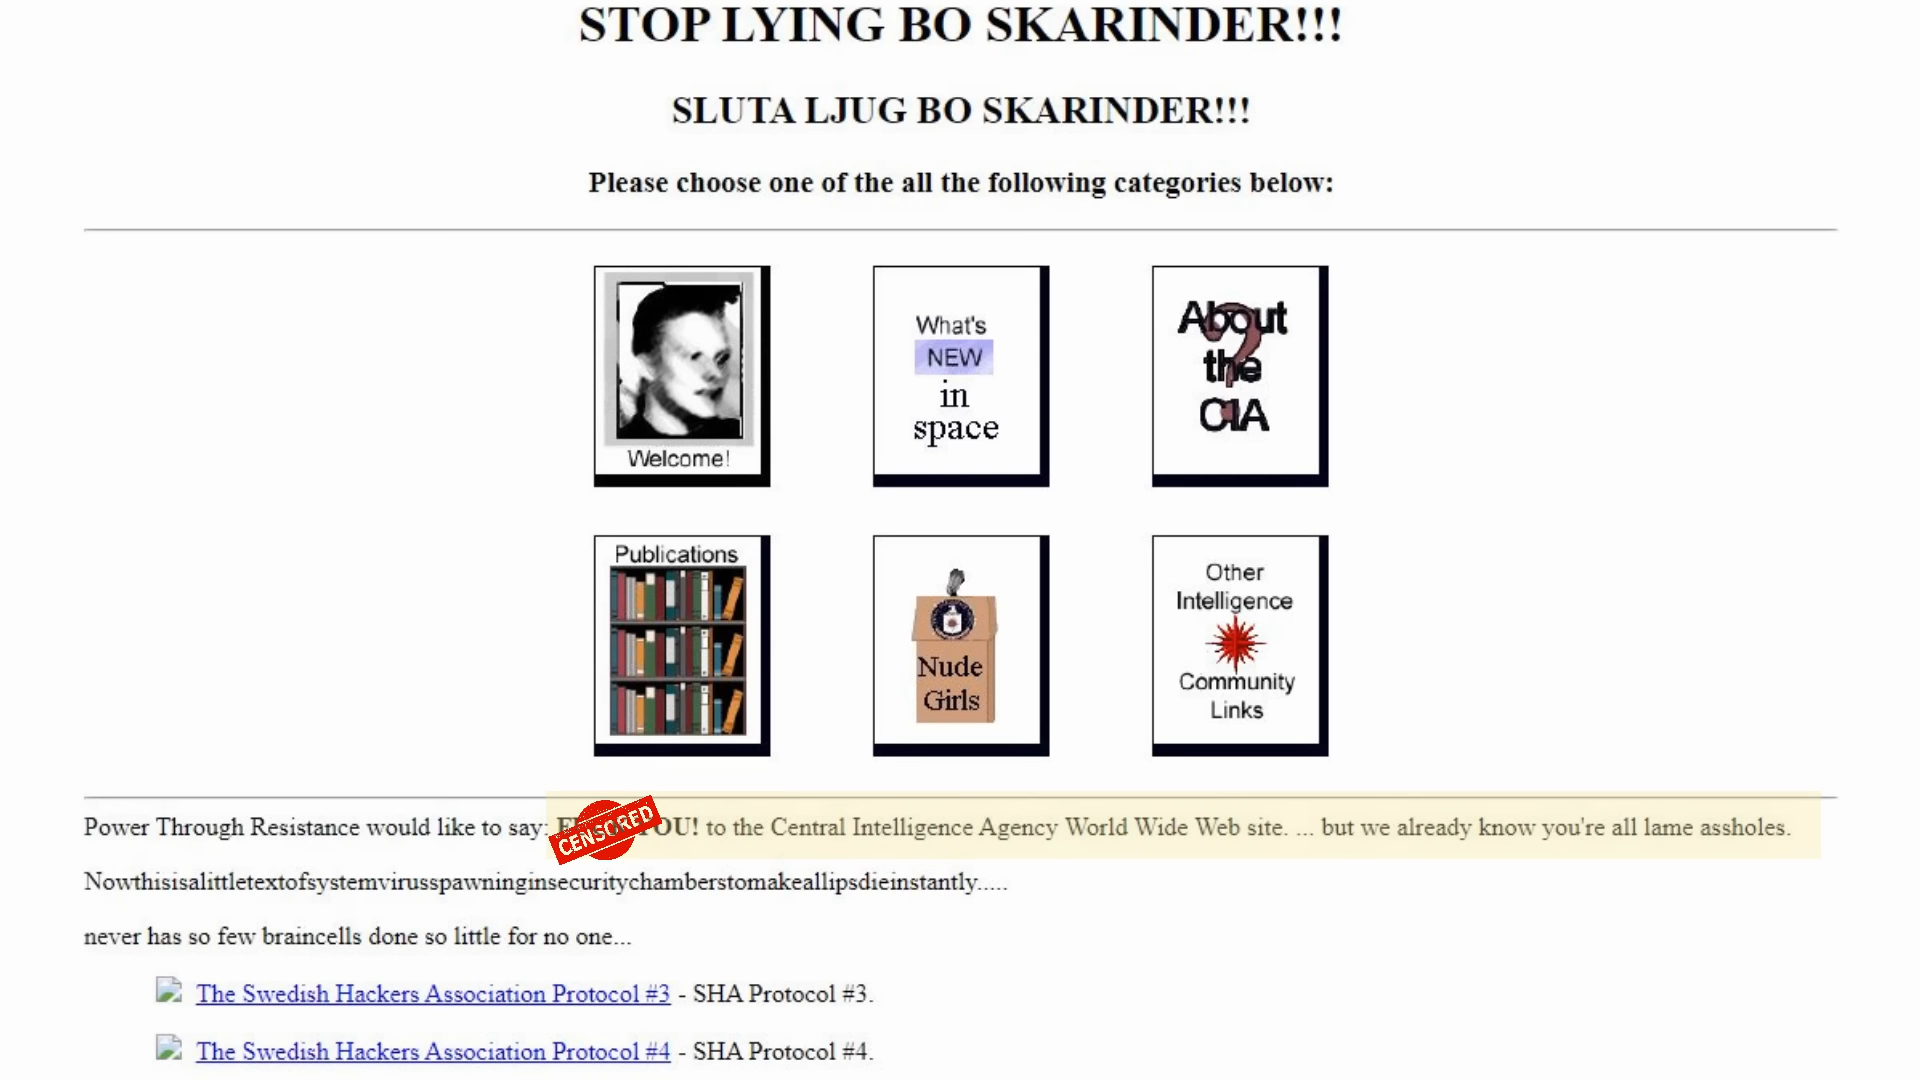 STOP LYING BO SKARINDER!!!
SLUTA LJUG BO SKARINDER!!!
Please choose one of the all the following categories below:
Welcome!
What's
NEW
in
space
About
the
CIA
Publications
Nude
Girls
Other
Intelligence
Community
Links
Power Through Resistance would like to say: CENSORED OU! to the Central Intelligence Agency World Wide Web site. ... but we already know you're all lame assholes.
Nowthisisalittletextofsystemvirusspawninginsecuritychamberstomakeallipsdieinstantly.....
never has so few braincells done so little for no one...
The Swedish Hackers Association Protocol #3 - SHA Protocol #3.
The Swedish Hackers Association Protocol #4 - SHA Protocol #4.